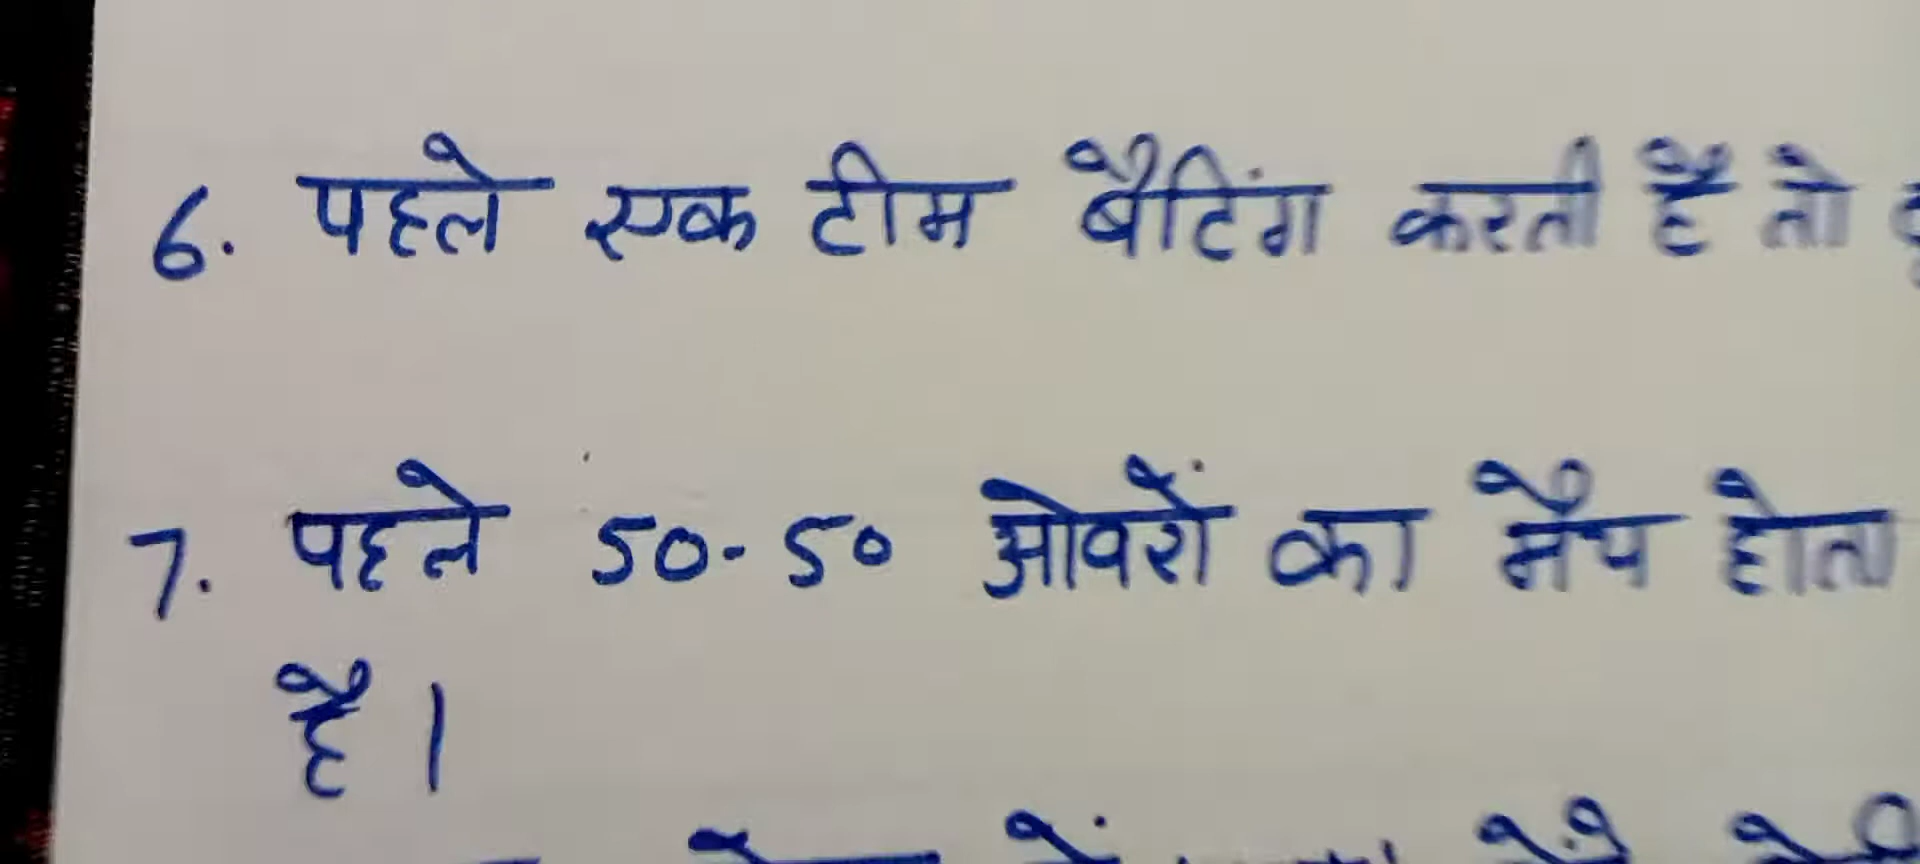 6. पहले एक टीम बैटिंग करती है तो
7. पहले 50-50 ओवरों का मैच होता
है।